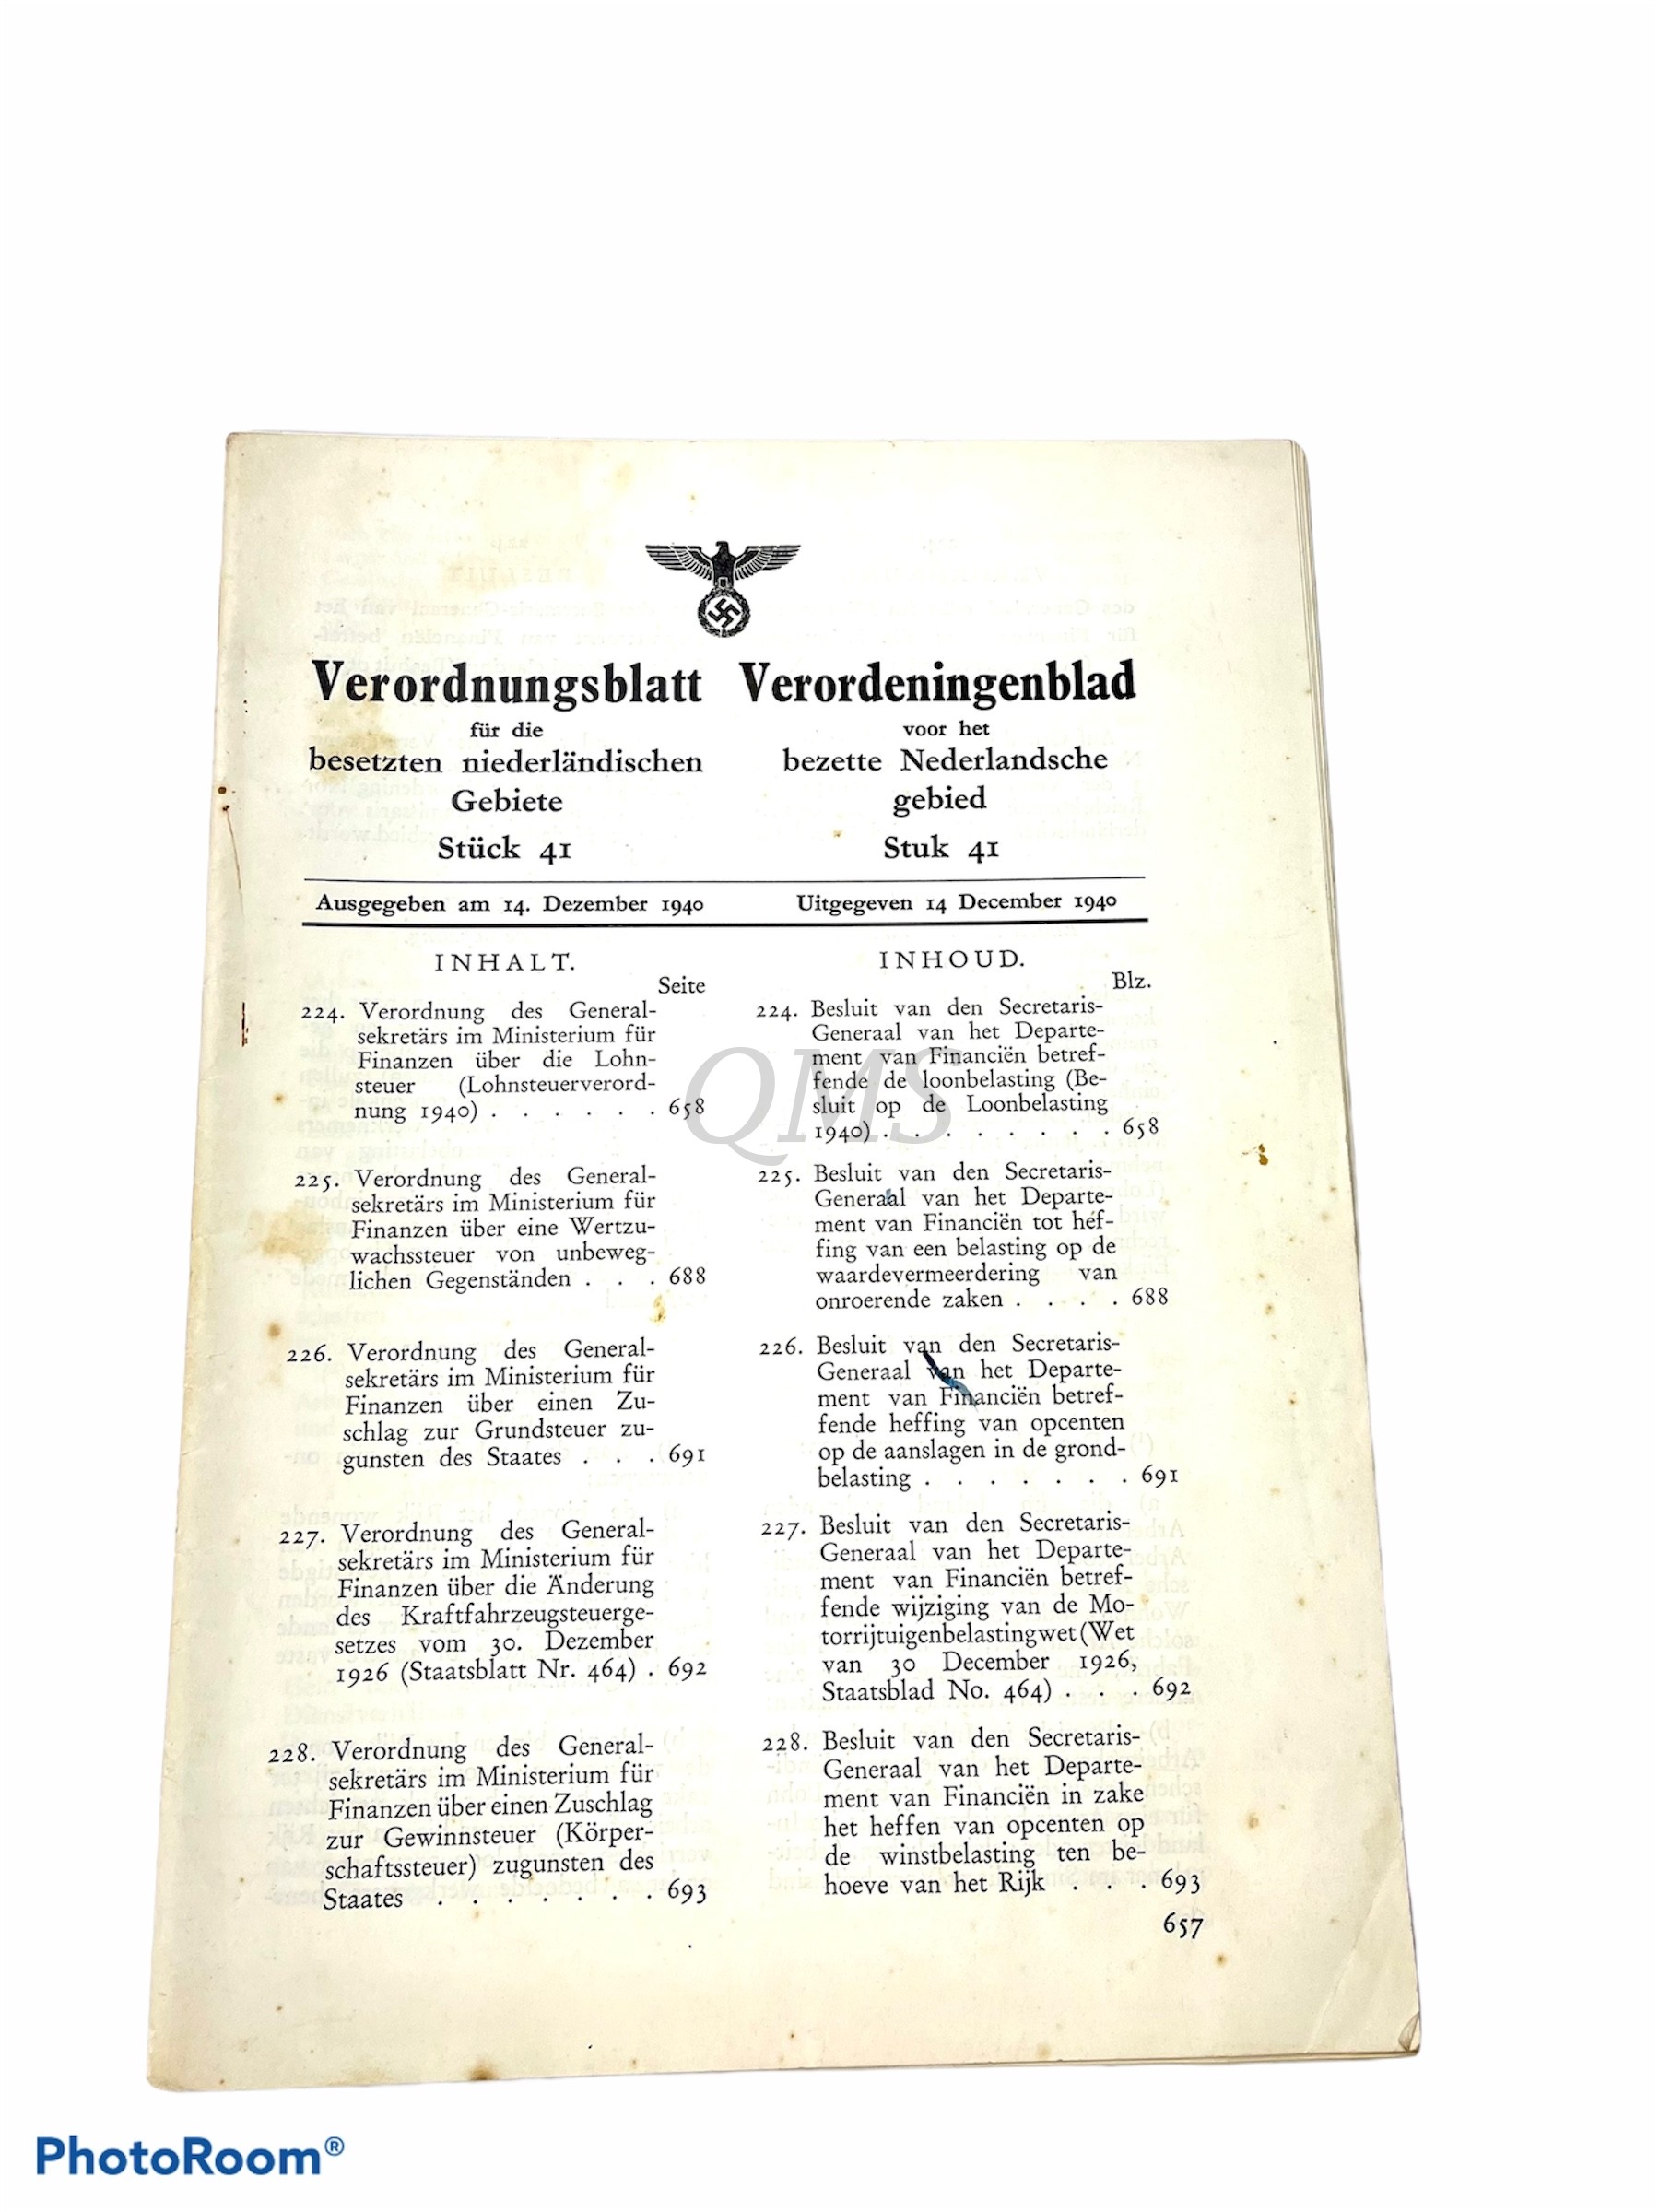 Verordnungsblatt
für die
besetzten niederländischen
Gebiete
Stück 41
Verordeningenblad
voor het
bezette Nederlandsche
gebied
Stuk 41
Ausgegeben am 14. Dezember 1940
Uitgegeven 14 December 1940
INHALT.
Seite
224. Verordnung des General-
sekretärs im Ministerium für
Finanzen über die Lohn-
steuer (Lohnsteuerverord-
nung 1940) . . . . . . 658
225. Verordnung des General-
sekretärs im Ministerium für
Finanzen über eine Wertzu-
wachssteuer von unbeweg-
lichen Gegenständen . . . 688
226. Verordnung des General-
sekretärs im Ministerium für
Finanzen über einen Zu-
schlag zur Grundsteuer zu-
gunsten des Staates . . . 691
227. Verordnung des General-
sekretärs im Ministerium für
Finanzen über die Änderung
des Kraftfahrzeugsteuerge-
setzes vom 30. Dezember
1926 (Staatsblatt Nr. 464) . 692
228. Verordnung des General-
sekretärs im Ministerium für
Finanzen über einen Zuschlag
zur Gewinnsteuer (Körper-
schaftssteuer) zugunsten des
Staates . . . . . . . 693
INHOUD.
Blz.
224. Besluit van den Secretaris-
Generaal van het Departe-
ment van Financiën betref-
fende de loonbelasting (Be-
sluit op de Loonbelasting
1940) . . . . . . . . 658
225. Besluit van den Secretaris-
Generaal van het Departe-
ment van Financiën tot hef-
fing van een belasting op de
waardevermeerdering van
onroerende zaken . . . . 688
226. Besluit van den Secretaris-
Generaal van het Departe-
ment van Financiën betref-
fende heffing van opcenten
op de aanslagen in de grond-
belasting . . . . . . . 691
227. Besluit van den Secretaris-
Generaal van het Departe-
ment van Financiën betref-
fende wijziging van de Mo-
torrijtuigenbelastingwet (Wet
van 30 December 1926,
Staatsblad No. 464) . . . 692
228. Besluit van den Secretaris-
Generaal van het Departe-
ment van Financiën in zake
het heffen van opcenten op
de winstbelasting ten be-
hoeve van het Rijk . . . 693
657
QMS
PhotoRoom®